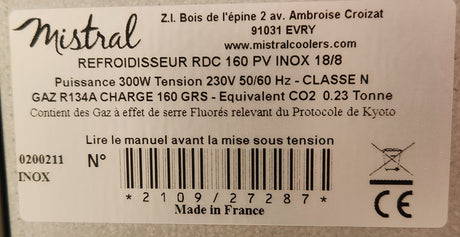 Mistral
Z.I. Bois de l'épine 2 av. Ambroise Croizat
91031 EVRY
www.mistralcoolers.com
REFROIDISSEUR RDC 160 PV INOX 18/8
Puissance 300W Tension 230V 50/60 Hz - CLASSE N
GAZ R134A CHARGE 160 GRS - Equivalent CO2 0.23 Tonne
Contient des Gaz à effet de serre Fluorés relevant du Protocole de Kyoto
Lire le manuel avant la mise sous tension
0200211
INOX
N°
*2109/27287*
Made in France
CE